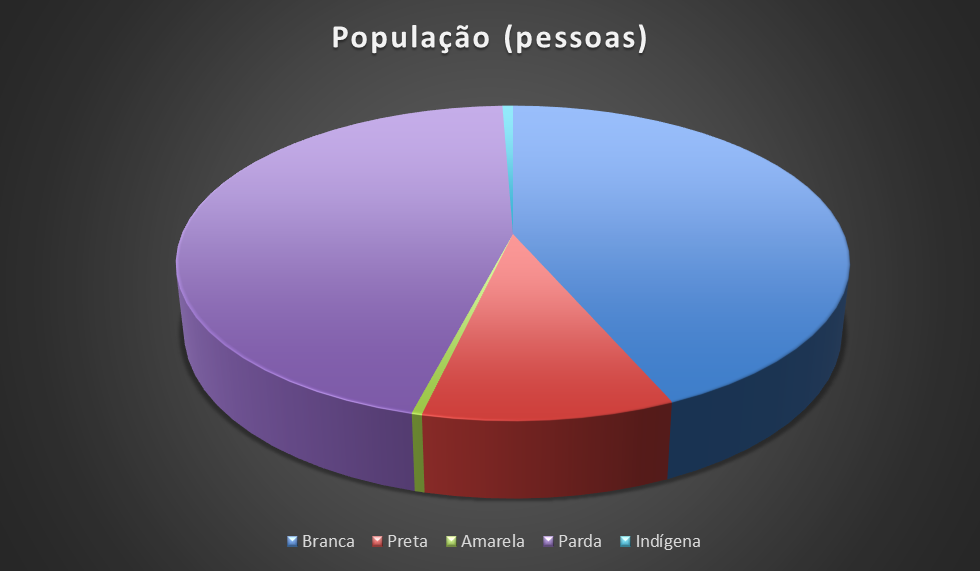 População (pessoas)
Branca Preta Amarela Parda Indígena